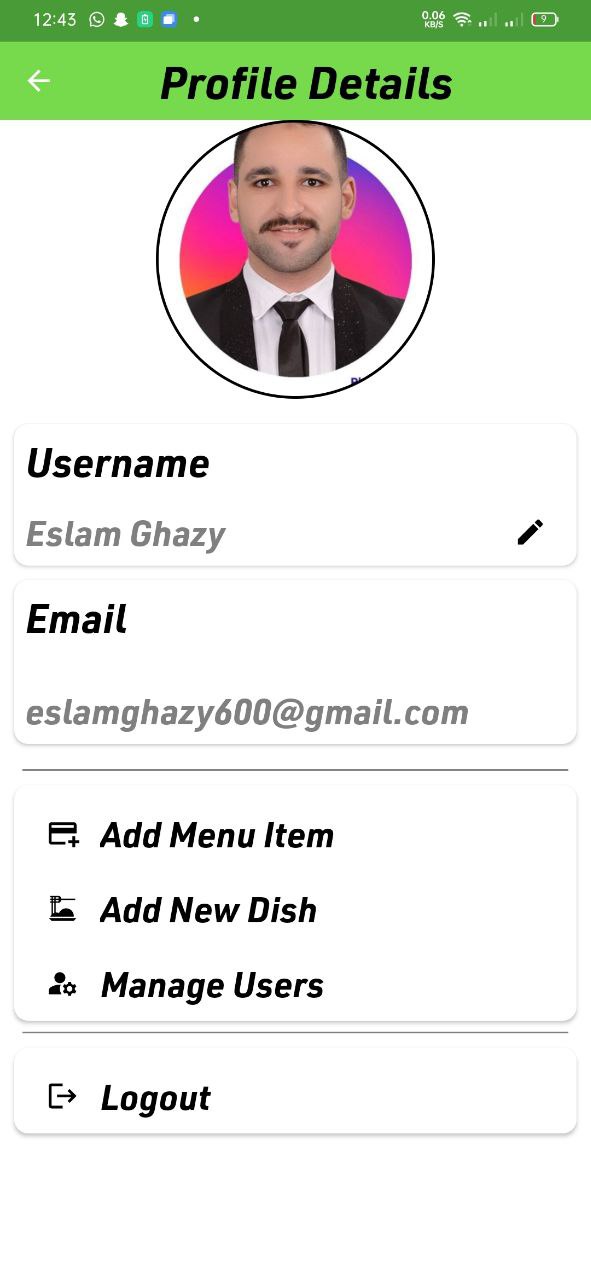 12:43
0.06
KB/S
9
Profile Details
Username
Eslam Ghazy
Email
eslamghazy600@gmail.com
Add Menu Item
Add New Dish
Manage Users
Logout